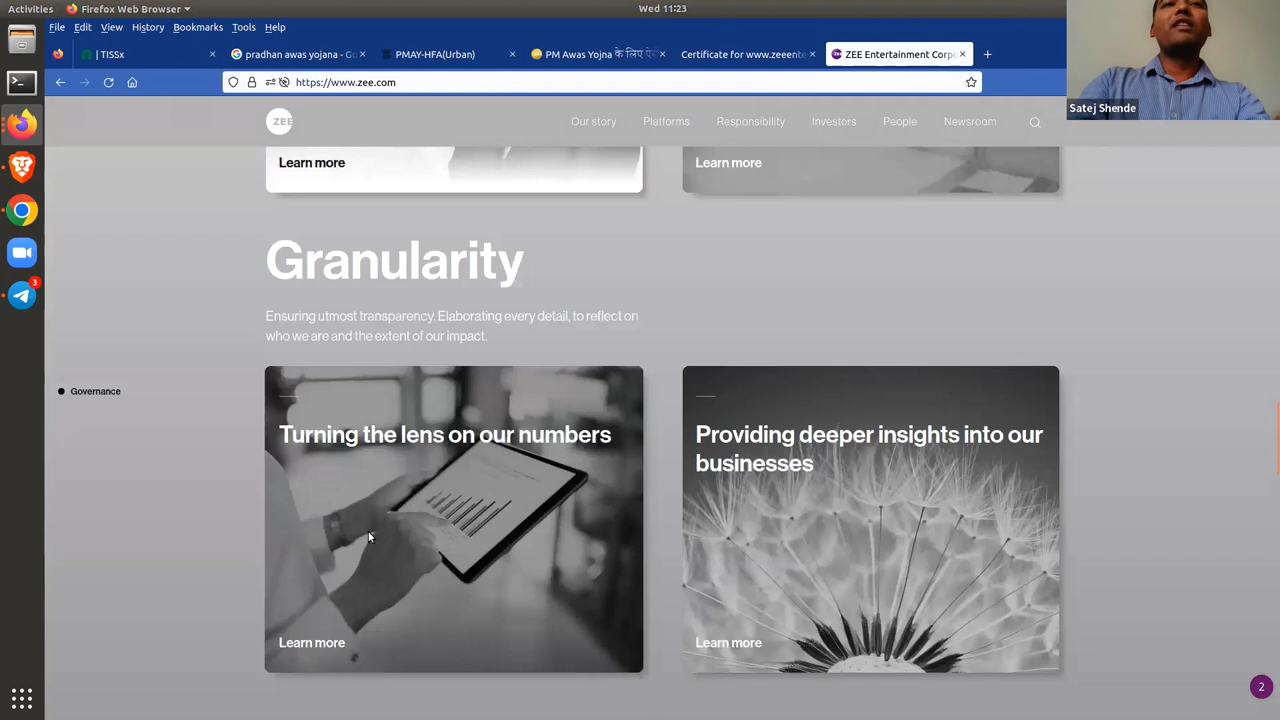 Activities Firefox Web Browser Wed 11:23
File Edit View History Bookmarks Tools Help
TISSx pradhan awas yojana - Go PMAY-HFA(Urban) PM Awas Yojna के लिए Certificate for www.zeeent ZEE Entertainment Corpo
https://www.zee.com
ZEE Our story Platforms Responsibility Investors People Newsroom
Satej Shende
Learn more
Granularity
Ensuring utmost transparency. Elaborating every detail, to reflect on
who we are and the extent of our impact.
Governance
Turning the lens on our numbers
Learn more
Providing deeper insights into our
businesses
Learn more
3
2